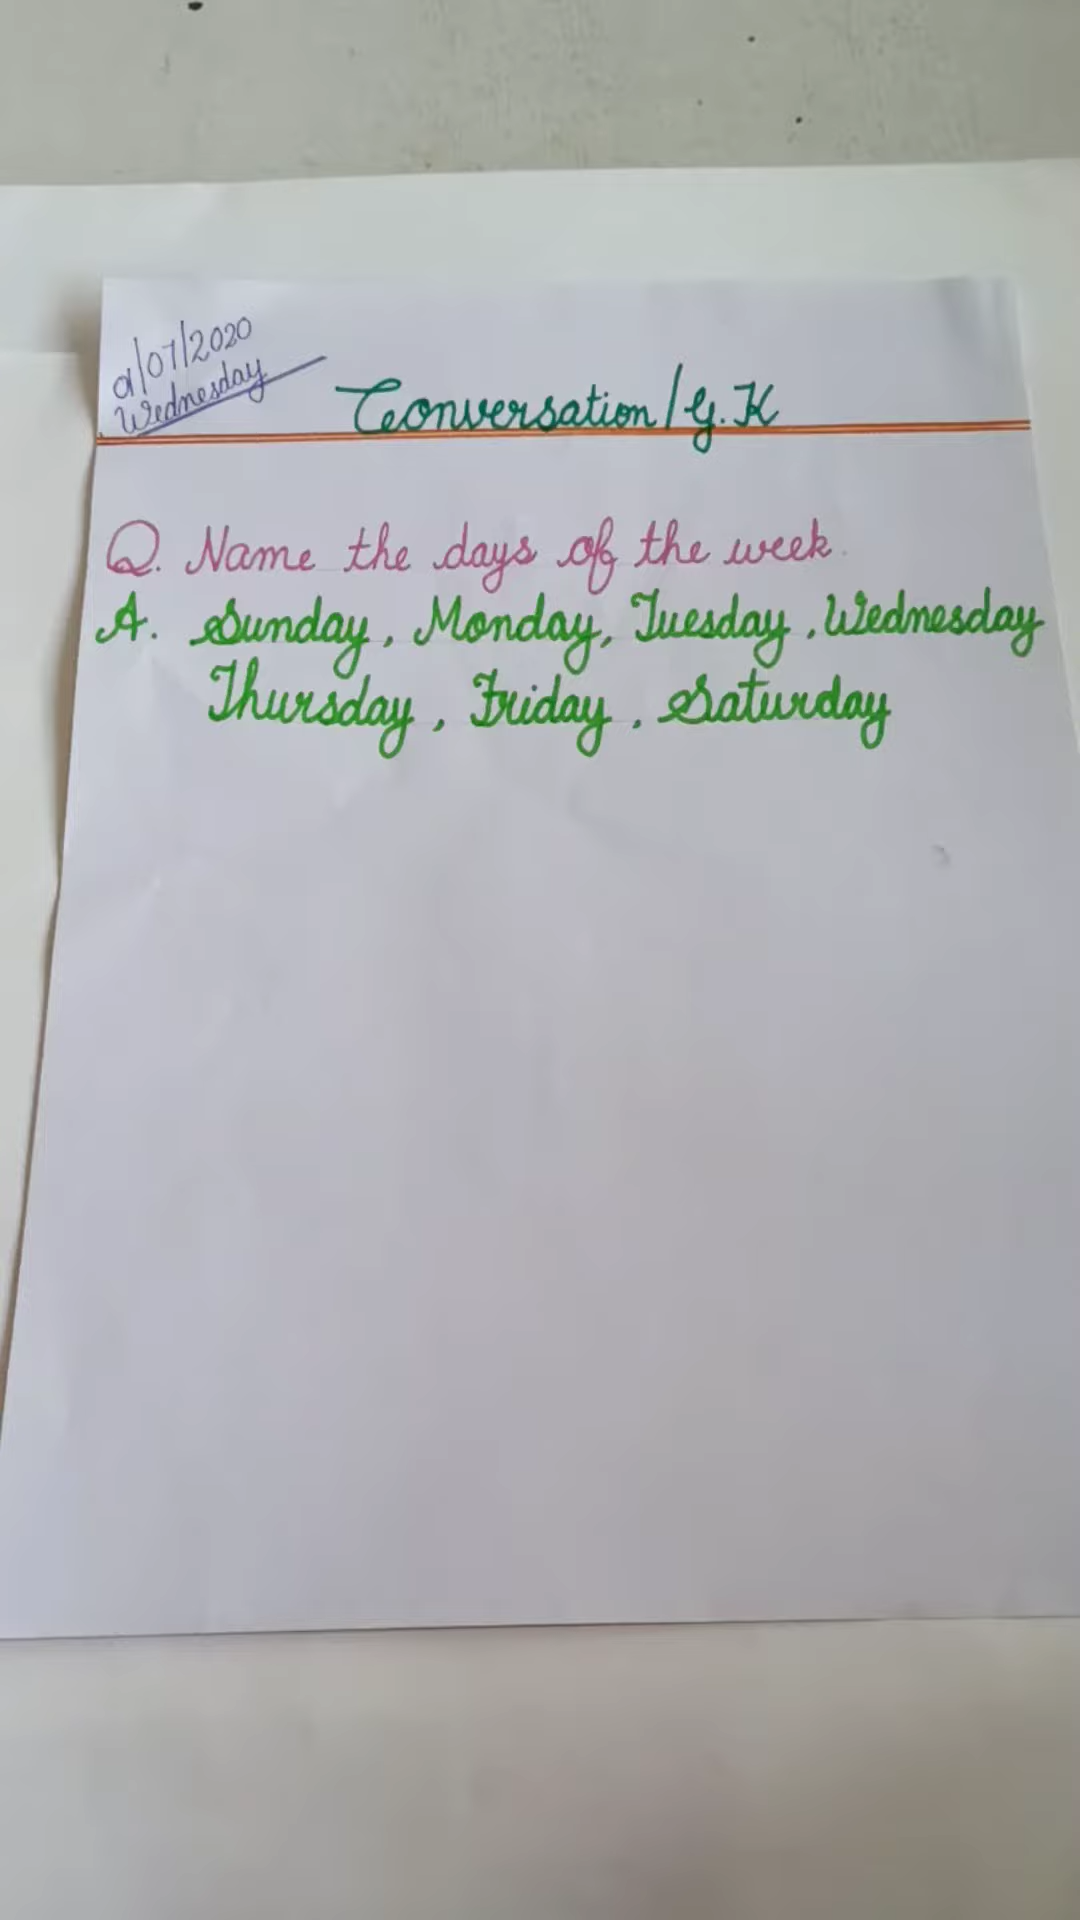 01/07/2020
Wednesday
Conversation/G.K
Q. Name the days of the week.
A. Sunday, Monday, Tuesday, Wednesday
Thursday, Friday, Saturday